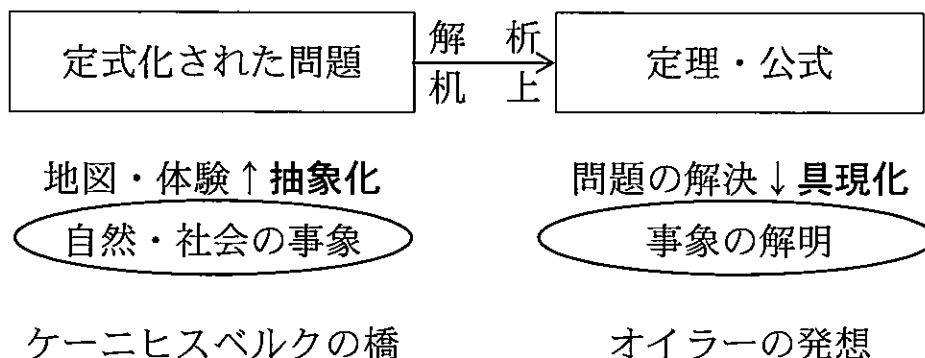 定式化された問題
解 析
机 上
定理・公式
地図・体験↑抽象化
問題の解決↓具現化
自然・社会の事象
事象の解明
ケーニヒスベルクの橋
オイラーの発想